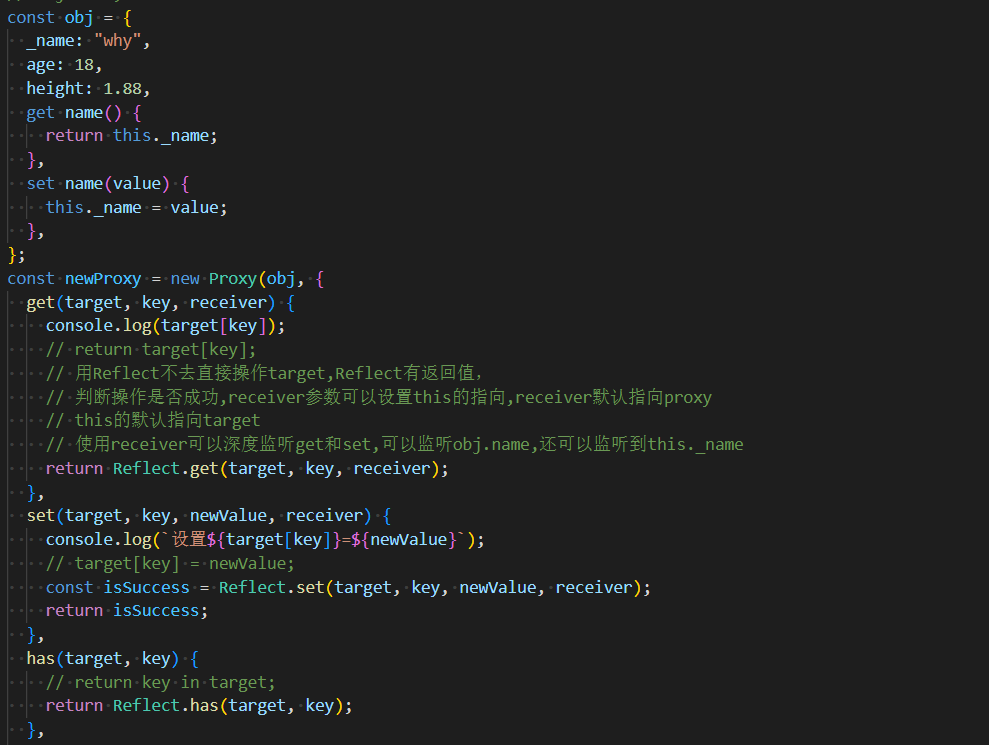 const obj = {
  _name: "why",
  age: 18,
  height: 1.88,
  get name() {
    return this._name;
  },
  set name(value) {
    this._name = value;
  },
};
const newProxy = new Proxy(obj, {
  get(target, key, receiver) {
    console.log(target[key]);
    // return target[key];
    // 用Reflect不去直接操作target,Reflect有返回值,
    // 判断操作是否成功,receiver参数可以设置this的指向,receiver默认指向proxy
    // this的默认指向target
    // 使用receiver可以深度监听get和set,可以监听obj.name,还可以监听到this._name
    return Reflect.get(target, key, receiver);
  },
  set(target, key, newValue, receiver) {
    console.log(`设置${target[key]}=${newValue}`);
    // target[key] = newValue;
    const isSuccess = Reflect.set(target, key, newValue, receiver);
    return isSuccess;
  },
  has(target, key) {
    // return key in target;
    return Reflect.has(target, key);
  },